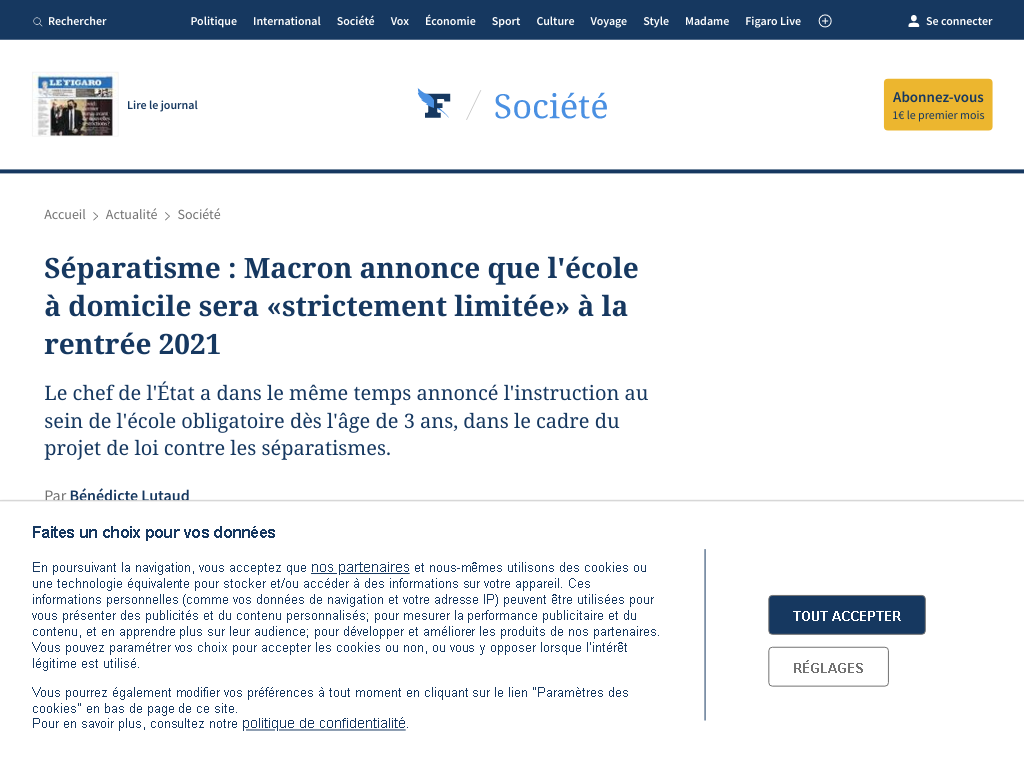 Rechercher
Politique International Société Vox Économie Sport Culture Voyage Style Madame Figaro Live
Se connecter
LE FIGARO
Lire le journal
F / Société
Abonnez-vous
1€ le premier mois
Accueil > Actualité > Société
Séparatisme : Macron annonce que l'école
à domicile sera «strictement limitée» à la
rentrée 2021
Le chef de l'État a dans le même temps annoncé l'instruction au
sein de l'école obligatoire dès l'âge de 3 ans, dans le cadre du
projet de loi contre les séparatismes.
Par Bénédicte Lutaud
Faites un choix pour vos données
En poursuivant la navigation, vous acceptez que nos partenaires et nous-mêmes utilisons des cookies ou
une technologie équivalente pour stocker et/ou accéder à des informations sur votre appareil. Ces
informations personnelles (comme vos données de navigation et votre adresse IP) peuvent être utilisées pour
vous présenter des publicités et du contenu personnalisés; pour mesurer la performance publicitaire et du
contenu, et en apprendre plus sur leur audience; pour développer et améliorer les produits de nos partenaires.
Vous pouvez paramétrer vos choix pour accepter les cookies ou non, ou vous y opposer lorsque l'intérêt
légitime est utilisé.
Vous pourrez également modifier vos préférences à tout moment en cliquant sur le lien "Paramètres des
cookies" en bas de page de ce site.
Pour en savoir plus, consultez notre politique de confidentialité.
TOUT ACCEPTER
RÉGLAGES